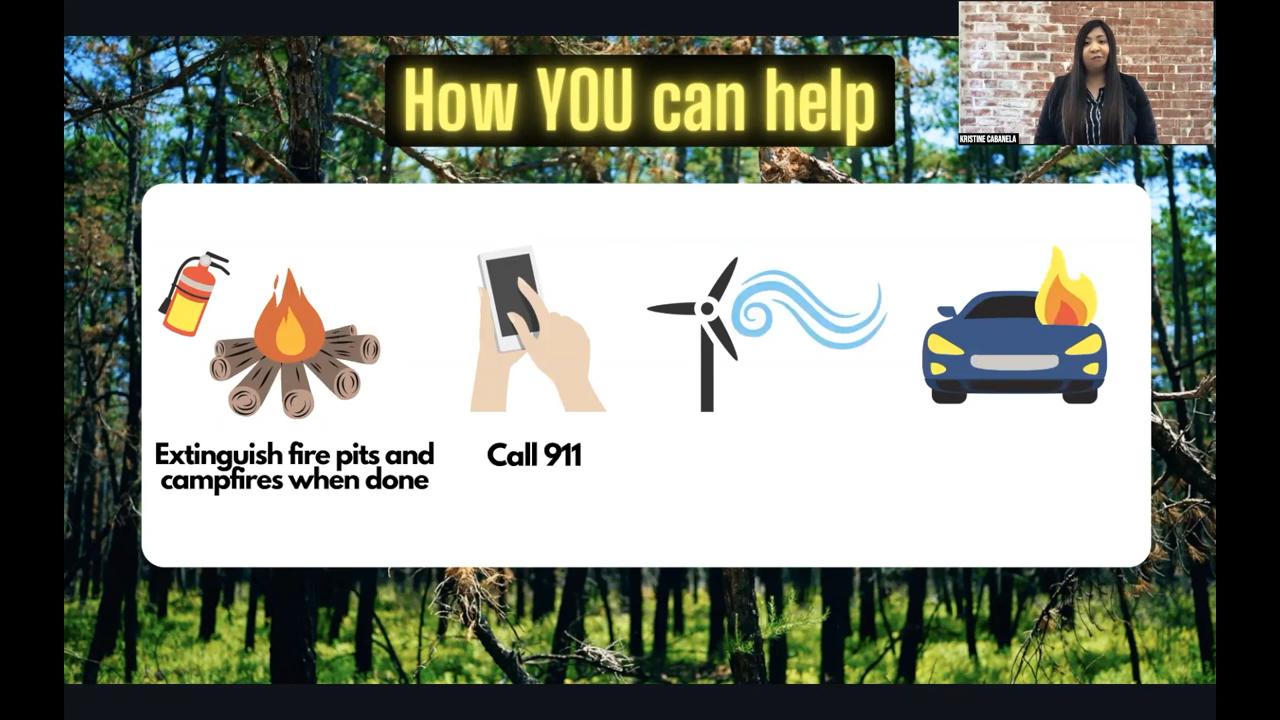 How YOU can help
KRISTINE CABANELA
Extinguish fire pits and
campfires when done
Call 911